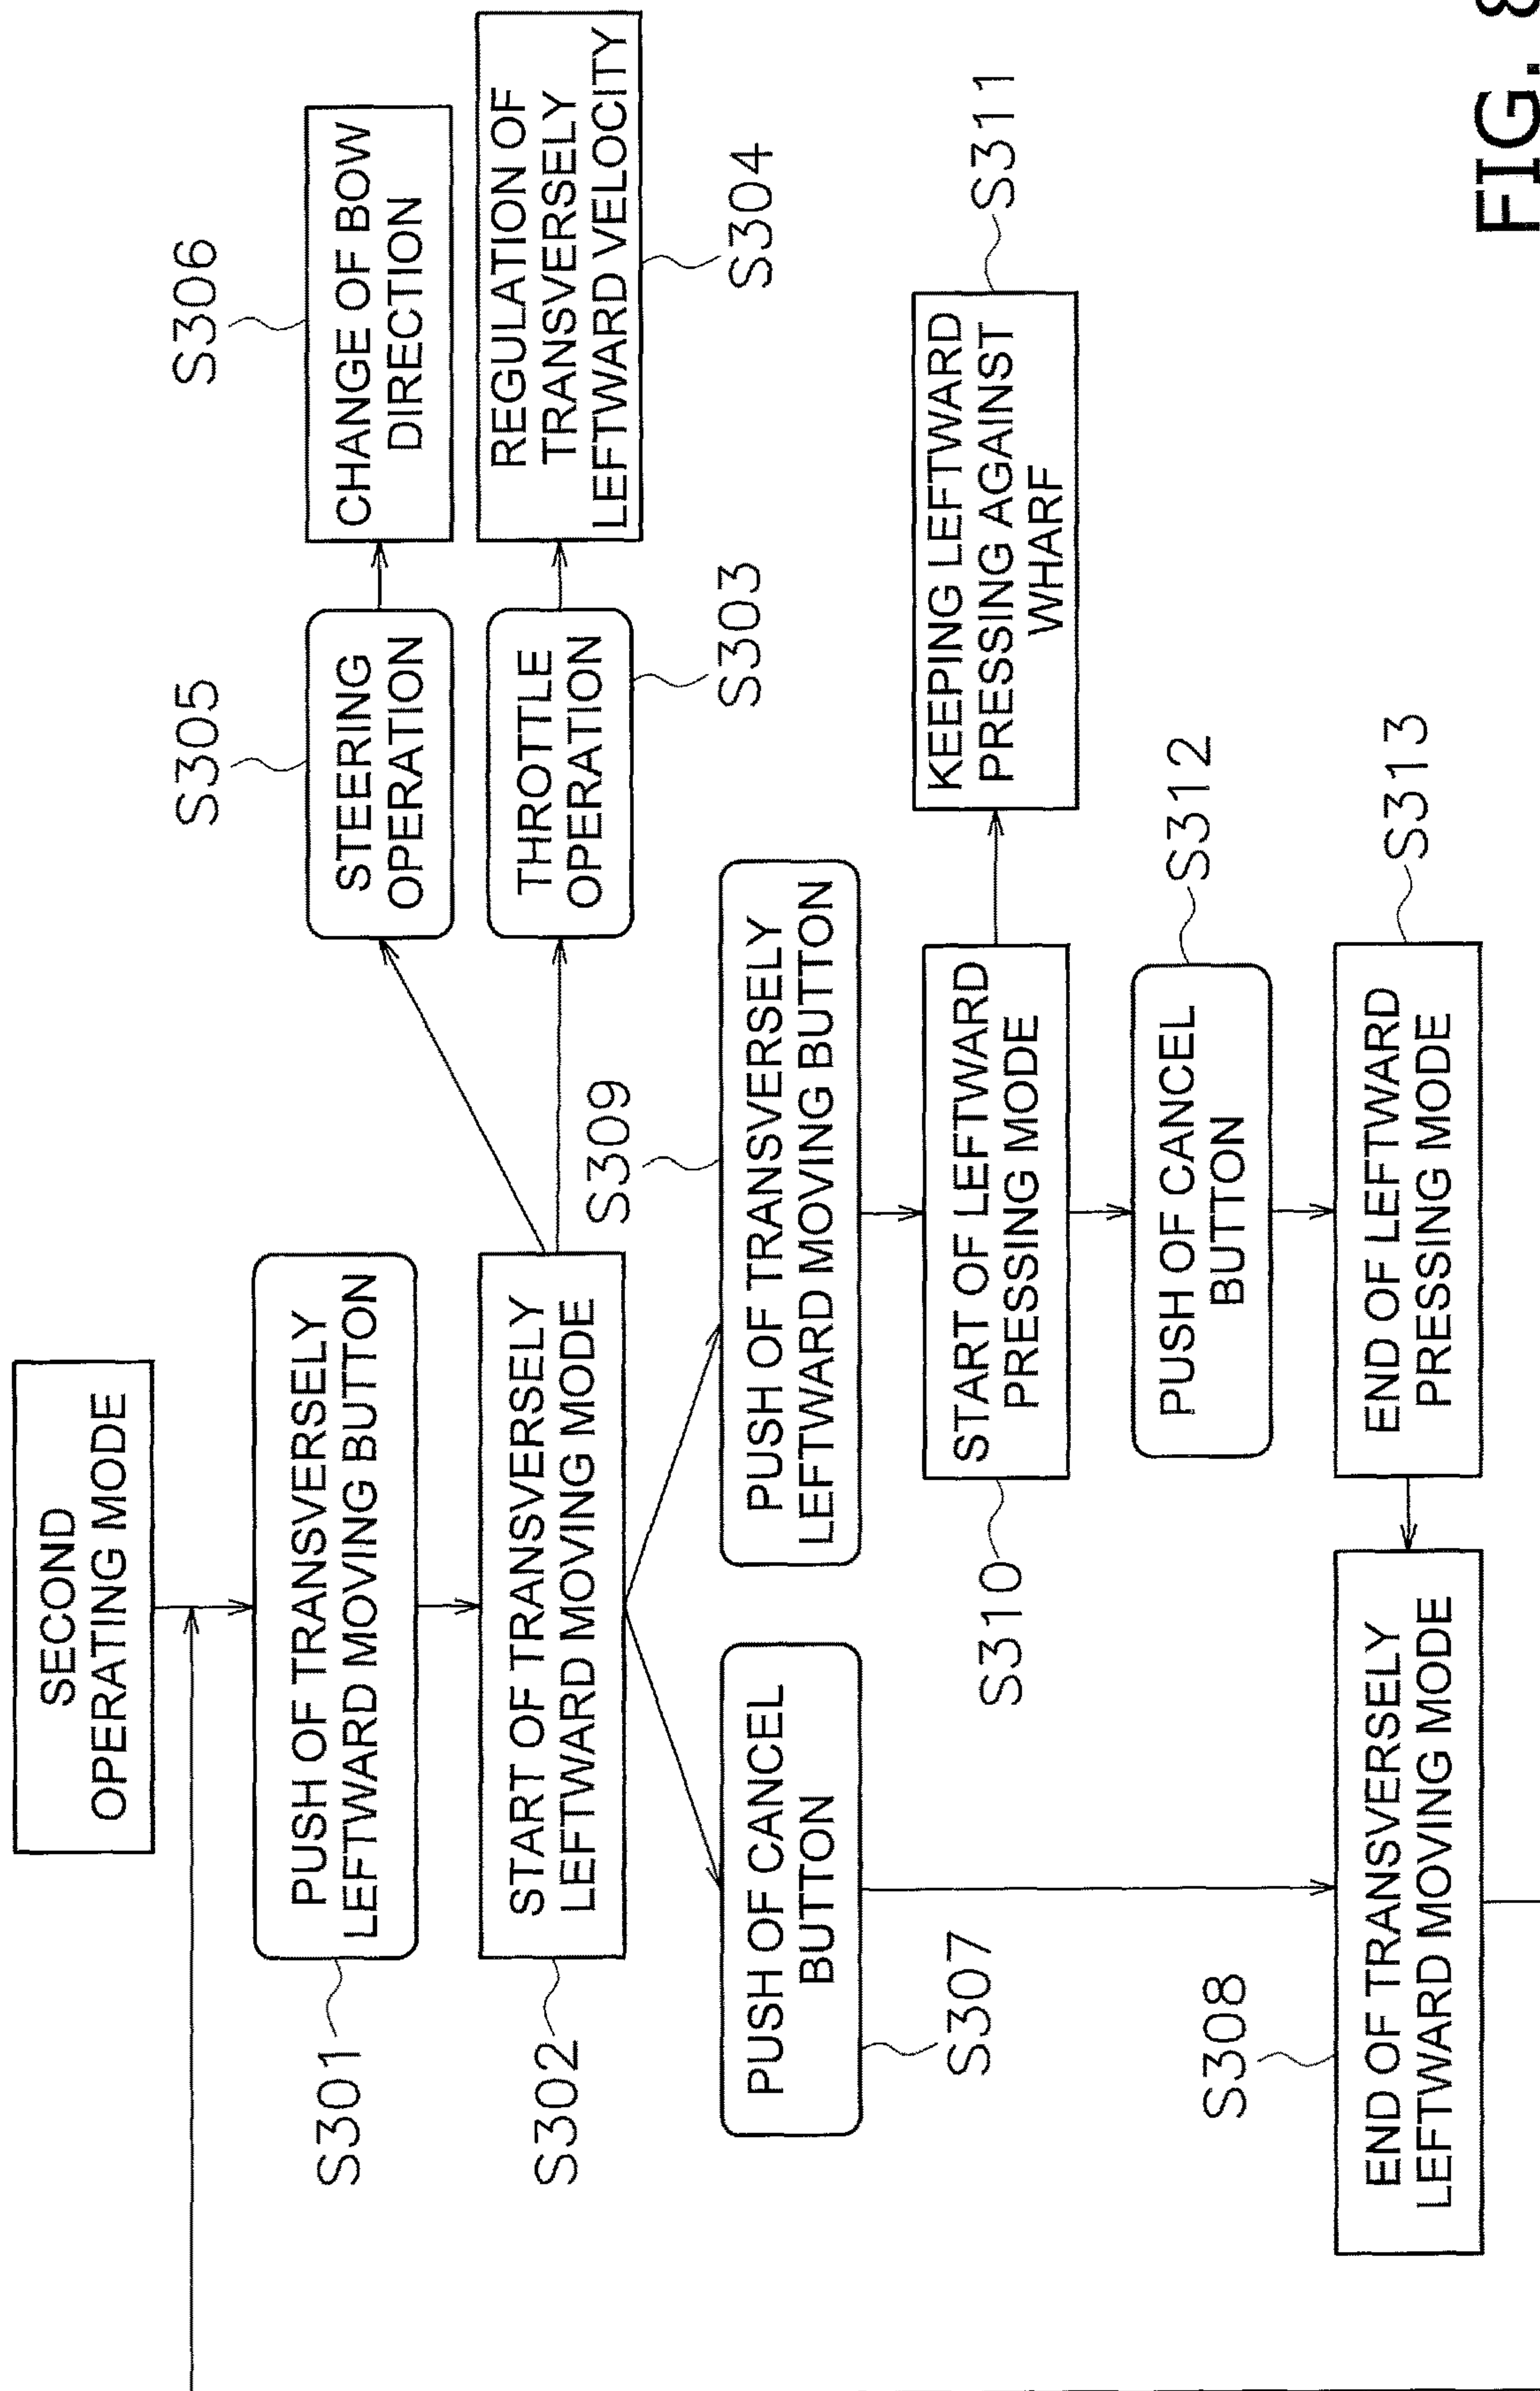 SECOND
OPERATING MODE
S301
PUSH OF TRANSVERSELY
LEFTWARD MOVING BUTTON
S302
START OF TRANSVERSELY
LEFTWARD MOVING MODE
S305
STEERING
OPERATION
S306
CHANGE OF BOW
DIRECTION
THROTTLE
OPERATION
S303
REGULATION OF
TRANSVERSELY
LEFTWARD VELOCITY
S304
PUSH OF CANCEL
BUTTON
S307
S309
PUSH OF TRANSVERSELY
LEFTWARD MOVING BUTTON
S310
START OF LEFTWARD
PRESSING MODE
KEEPING LEFTWARD
PRESSING AGAINST
WHARF
S311
PUSH OF CANCEL
BUTTON
S312
S308
END OF TRANSVERSELY
LEFTWARD MOVING MODE
END OF LEFTWARD
PRESSING MODE
S313
FIG. 8